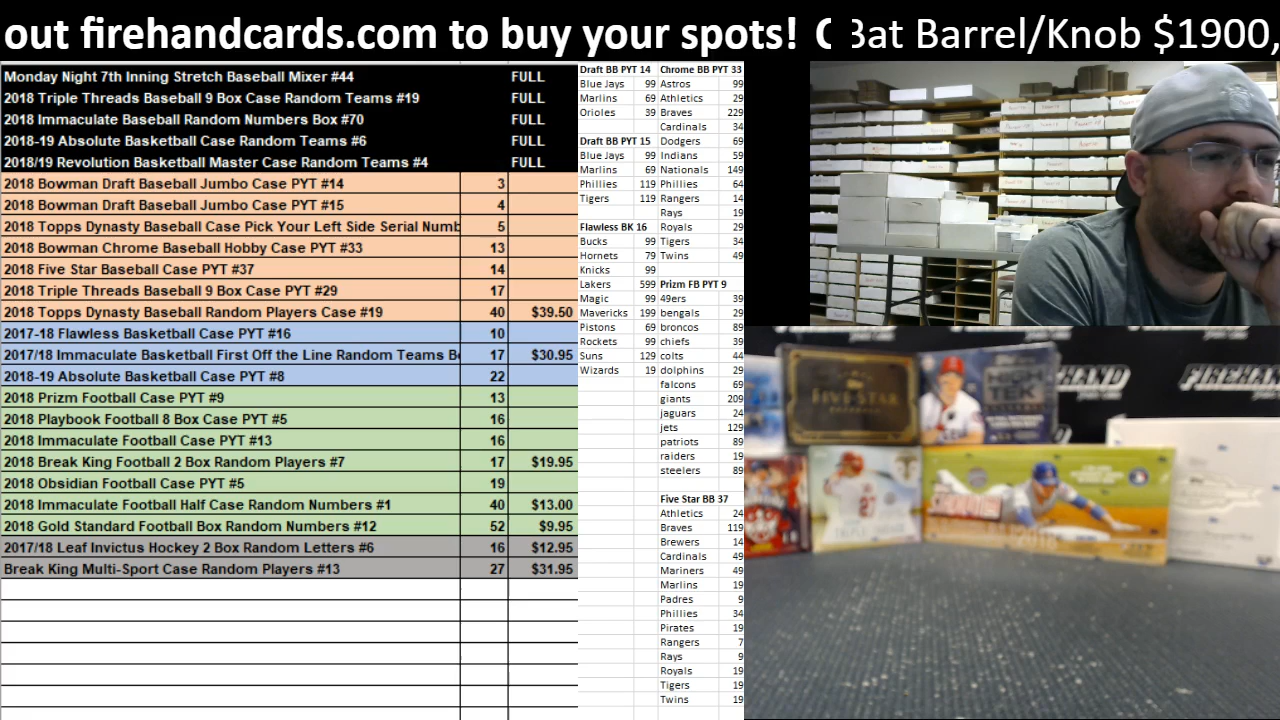 out firehandcards.com to buy your spots!
Bat Barrel/Knob $1900,
Monday Night 7th Inning Stretch Baseball Mixer #44 FULL
2018 Triple Threads Baseball 9 Box Case Random Teams #19 FULL
2018 Immaculate Baseball Random Numbers Box #70 FULL
2018-19 Absolute Basketball Random Teams #6 FULL
2018/19 Revolution Basketball Master Case Random Teams #4 FULL
2018 Bowman Draft Baseball Jumbo Case PYT #14 3
2018 Bowman Draft Baseball Jumbo Case PYT #15 4
2018 Topps Dynasty Baseball Case Pick Your Left Side Serial Numb 5
2018 Bowman Chrome Baseball Hobby Case PYT #33 13
2018 Five Star Baseball Case PYT #37 14
2018 Triple Threads Baseball 9 Box Case PYT #29 17
2018 Topps Dynasty Baseball Random Players Case #19 40 $39.50
2017-18 Flawless Basketball Case PYT #16 10
2017/18 Immaculate Basketball First Off the Line Random Teams B 17 $30.95
2018-19 Absolute Basketball Case PYT #8 22
2018 Prizm Football Case PYT #9 13
2018 Playbook Football 8 Box Case PYT #5 16
2018 Immaculate Football Case PYT #13 16
2018 Break King Football 2 Box Random Players #7 17 $19.95
2018 Obsidian Football Case PYT #5 19
2018 Immaculate Football Half Case Random Numbers #1 40 $13.00
2018 Gold Standard Football Box Random Numbers #12 52 $9.95
2017/18 Leaf Invictus Hockey 2 Box Random Letters #6 16 $12.95
Break King Multi-Sport Case Random Players #13 27 $31.95
Draft BB PYT 14
Blue Jays 99
Marlins 69
Orioles 39
Draft BB PYT 15
Blue Jays 99
Marlins 69
Phillies 119
Tigers 119
Flawless BK 16
Bucks 99
Hornets 79
Knicks 99
Lakers 599
Magic 99
Mavericks 199
Pistons 69
Rockets 99
Suns 129
Wizards 19
Chrome BB PYT 33
Astros 99
Athletics 29
Braves 229
Cardinals 34
Dodgers 69
Indians 59
Nationals 149
Phillies 64
Rangers 14
Rays 19
Royals 29
Tigers 34
Twins 49
Prizm FB PYT 9
49ers 39
bengals 29
broncos 89
chiefs 39
colts 44
dolphins 29
falcons 69
giants 209
jaguars 24
jets 129
patriots 89
raiders 19
steelers 89
Five Star BB 37
Athletics 24
Braves 119
Brewers 14
Cardinals 49
Mariners 49
Marlins 19
Padres 9
Phillies 34
Pirates 19
Rangers 7
Rays 9
Royals 19
Tigers 19
Twins 19
FIVE STAR
HIGH TEK
FIREHAND
FIREHAND
27